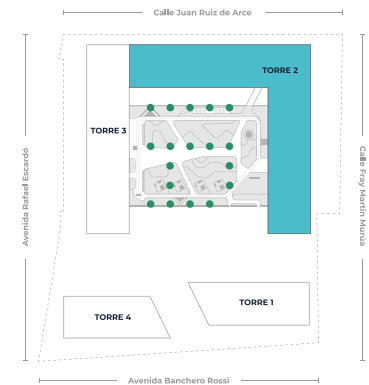 Calle Juan Ruiz de Arce
TORRE 2
TORRE 3
Avenida Rafael Escardó
Calle Fray Martin Murúa
TORRE 1
TORRE 4
Avenida Banchero Rossi